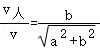 v人/v = b/√(a²+b²)